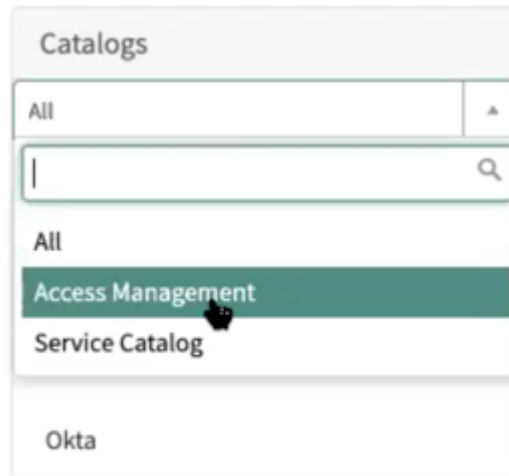 Catalogs
All
All
Access Management
Service Catalog
Okta